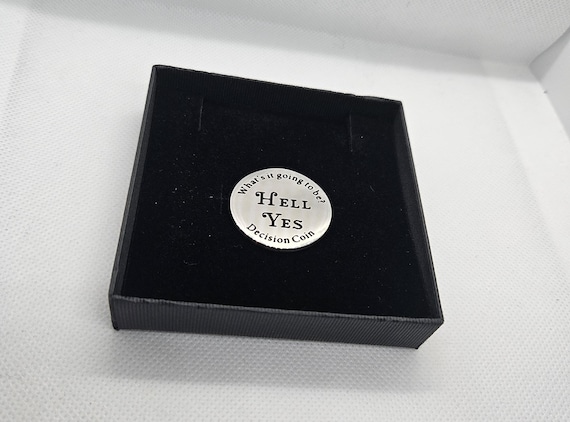 What's it going to be?
HELL
YES
Decision Coin